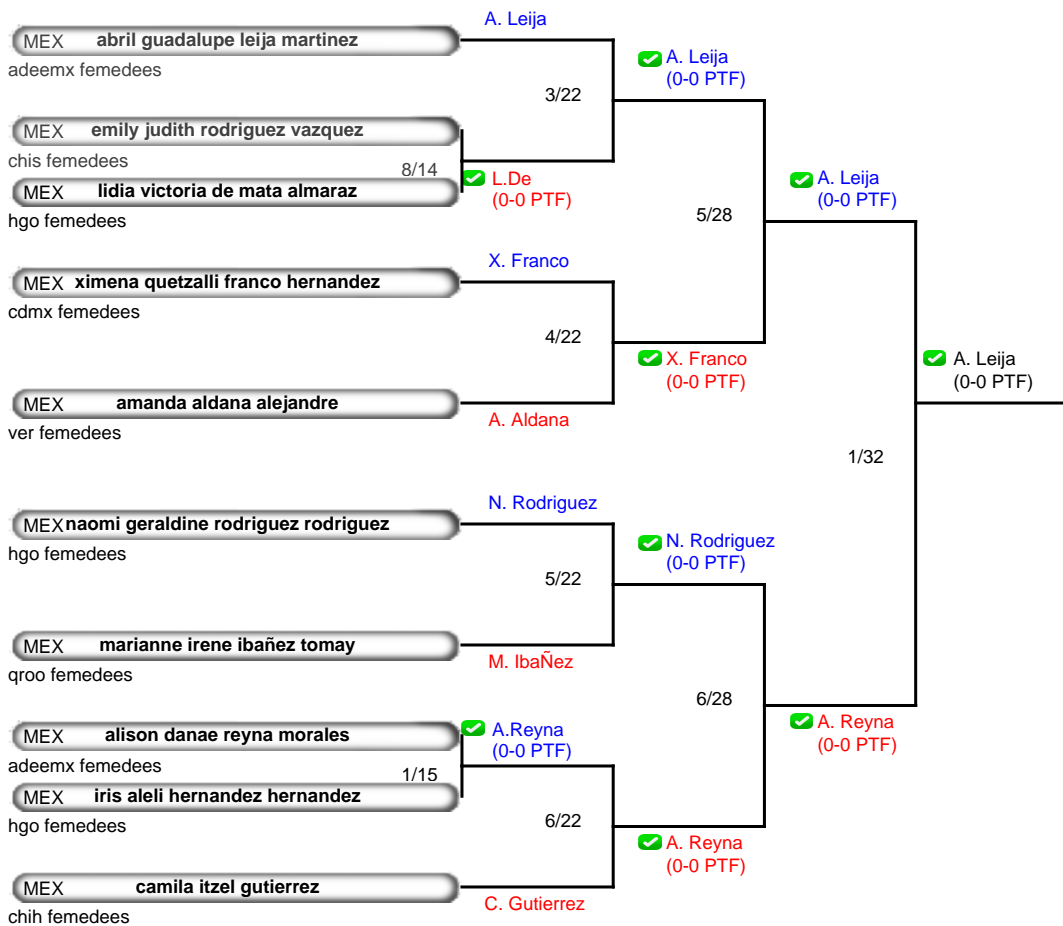 A. Leija
MEX abril guadalupe leija martinez
adeemx femedees
A. Leija
(0-0 PTF)
3/22
MEX emily judith rodriguez vazquez
chis femedees
8/14
L.De
(0-0 PTF)
MEX lidia victoria de mata almaraz
hgo femedees
A. Leija
(0-0 PTF)
5/28
X. Franco
MEX ximena quetzalli franco hernandez
cdmx femedees
4/22
X. Franco
(0-0 PTF)
MEX amanda aldana alejandre
ver femedees
A. Aldana
A. Leija
(0-0 PTF)
1/32
N. Rodriguez
MEX naomi geraldine rodriguez rodriguez
hgo femedees
N. Rodriguez
(0-0 PTF)
5/22
MEX marianne irene ibañez tomay
qroo femedees
M. IbaÑez
6/28
A. Reyna
(0-0 PTF)
MEX alison danae reyna morales
adeemx femedees
A.Reyna
(0-0 PTF)
1/15
MEX iris aleli hernandez hernandez
hgo femedees
6/22
A. Reyna
(0-0 PTF)
MEX camila itzel gutierrez
chih femedees
C. Gutierrez